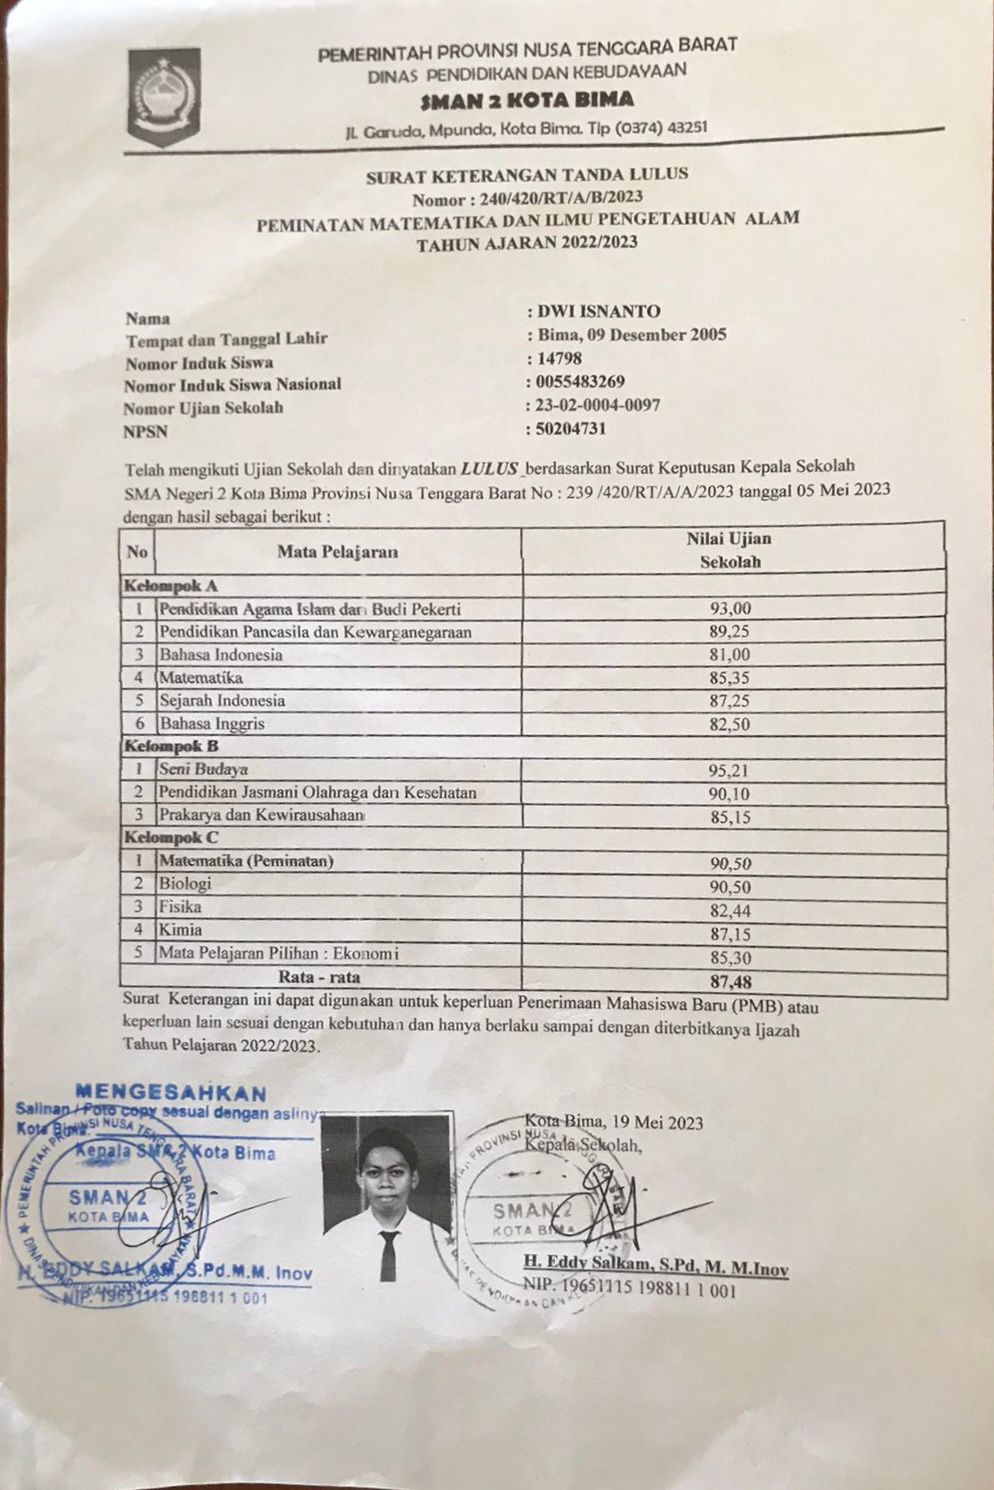 PEMERINTAH PROVINSI NUSA TENGGARA BARAT
DINAS PENDIDIKAN DAN KEBUDAYAAN
SMAN 2 KOTA BIMA
Jl. Garuda, Mpunda, Kota Bima. Tlp (0374) 43251
SURAT KETERANGAN TANDA LULUS
Nomor : 240/420/RT/A/B/2023
PEMINATAN MATEMATIKA DAN ILMU PENGETAHUAN ALAM
TAHUN AJARAN 2022/2023
Nama : DWI ISNANTO
Tempat dan Tanggal Lahir : Bima, 09 Desember 2005
Nomor Induk Siswa : 14798
Nomor Induk Siswa Nasional : 0055483269
Nomor Ujian Sekolah : 23-02-0004-0097
NPSN : 50204731
Telah mengikuti Ujian Sekolah dan dinyatakan LULUS berdasarkan Surat Keputusan Kepala Sekolah
SMA Negeri 2 Kota Bima Provinsi Nusa Tenggara Barat No : 239 /420/RT/A/A/2023 tanggal 05 Mei 2023
dengan hasil sebagai berikut :
No Mata Pelajaran Nilai Ujian Sekolah
Kelompok A
1 Pendidikan Agama Islam dan Budi Pekerti 93,00
2 Pendidikan Pancasila dan Kewarganegaraan 89,25
3 Bahasa Indonesia 81,00
4 Matematika 85,35
5 Sejarah Indonesia 87,25
6 Bahasa Inggris 82,50
Kelompok B
1 Seni Budaya 95,21
2 Pendidikan Jasmani Olahraga dan Kesehatan 90,10
3 Prakarya dan Kewirausahaan 85,15
Kelompok C
1 Matematika (Peminatan) 90,50
2 Biologi 90,50
3 Fisika 82,44
4 Kimia 87,15
5 Mata Pelajaran Pilihan : Ekonomi 85,30
Rata - rata 87,48
Surat Keterangan ini dapat digunakan untuk keperluan Penerimaan Mahasiswa Baru (PMB) atau
keperluan lain sesuai dengan kebutuhan dan hanya berlaku sampai dengan diterbitkanya Ijazah
Tahun Pelajaran 2022/2023.
MENGESAHKAN
Salinan / Foto copy sesuai dengan aslinya
Kota Bima.
Kepala SMA 2 Kota Bima
PEMERINTAH PROVINSI NUSA TENGGARA BARAT
SMAN 2
KOTA BIMA
DINAS PENDIDIKAN DAN KEBUDAYAAN
H. EDDY SALKAM, S.Pd.M.M. Inov
NIP. 19651115 198811 1 001
Kota Bima, 19 Mei 2023
Kepala Sekolah,
PROVINSI NUSA
SMAN 2
KOTA BIMA
H. Eddy Salkam, S.Pd, M. M.Inov
NIP. 19651115 198811 1 001